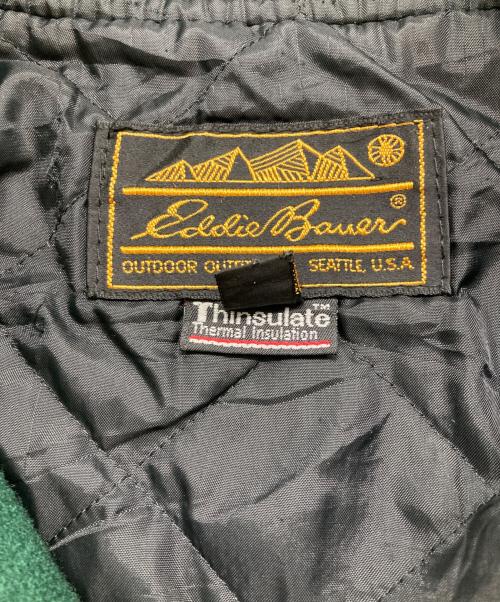 Eddie Bauer ®
OUTDOOR SEATTLE, U.S.A.
Thinsulate™
Thermal Insulation